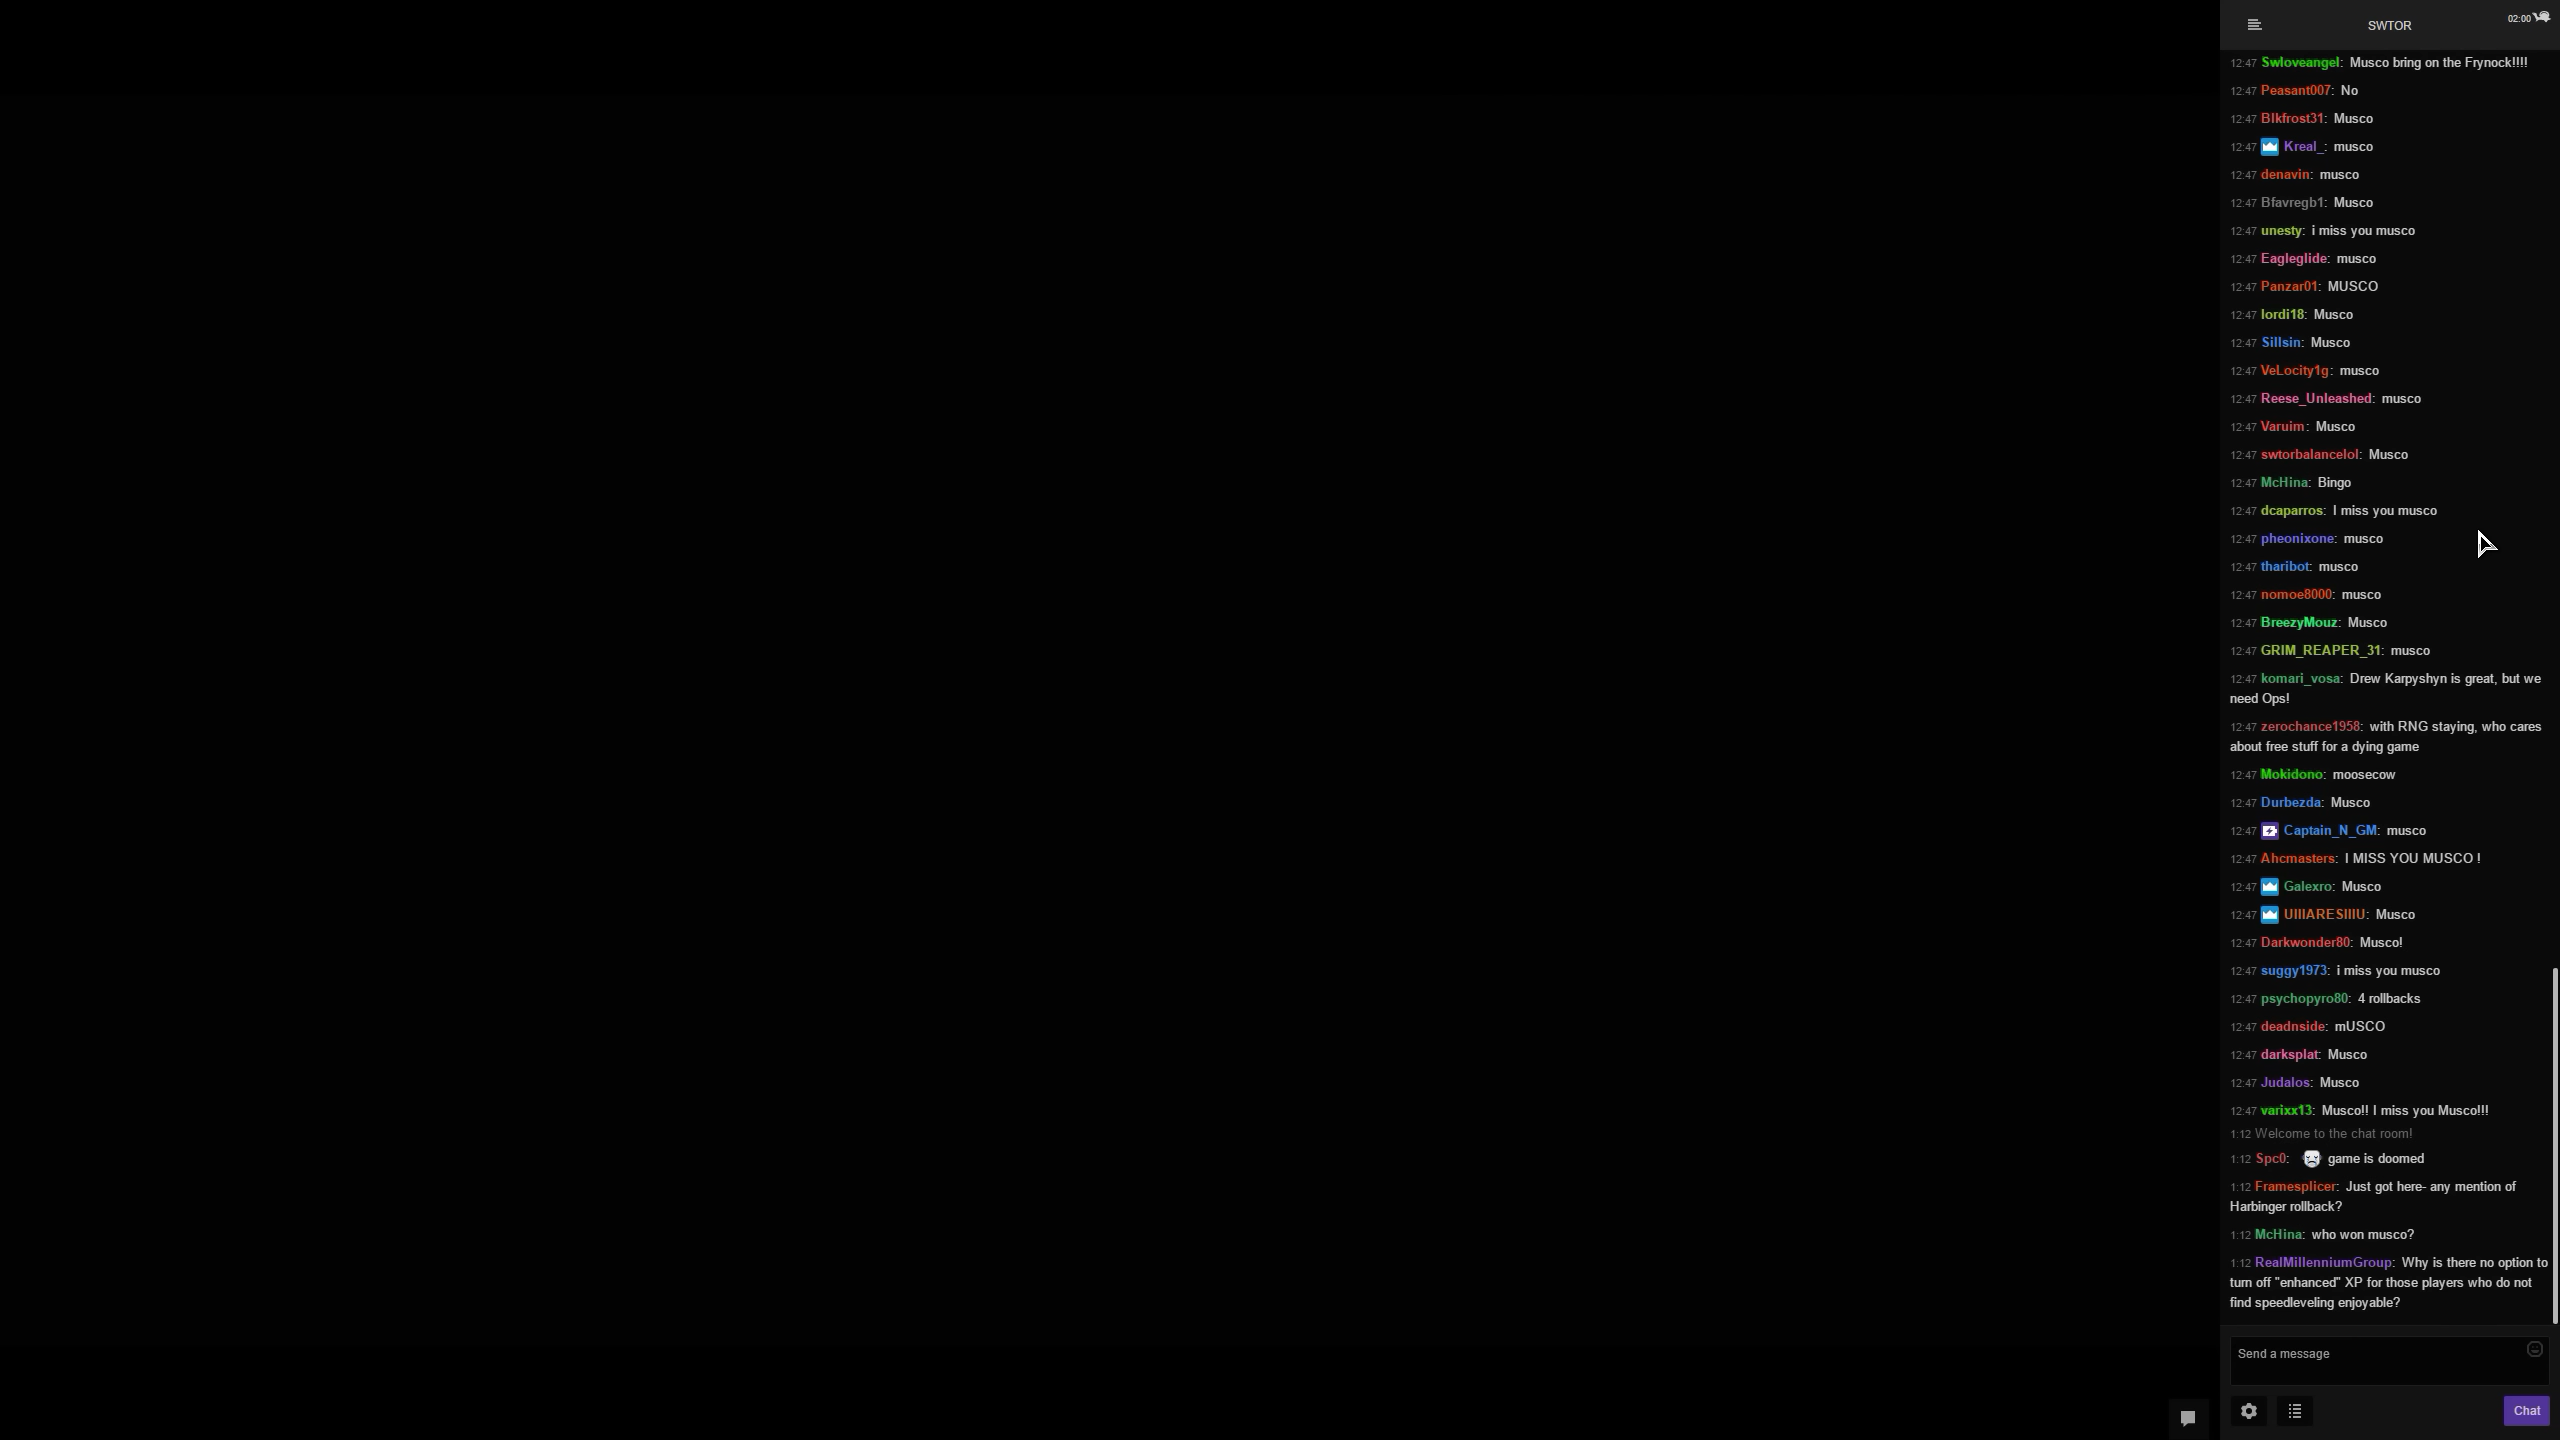 SWTOR
02:00
12:47 Swloveangel: Musco bring on the Frynock!!!!
12:47 Peasant007: No
12:47 Blkfrost31: Musco
12:47 Kreal_: musco
12:47 denavin: musco
12:47 Bfavregb1: Musco
12:47 unesty: i miss you musco
12:47 Eagleglide: musco
12:47 Panzar01: MUSCO
12:47 lordi18: Musco
12:47 Sillsin: Musco
12:47 VeLocity1g: musco
12:47 Reese_Unleashed: musco
12:47 Varuim: Musco
12:47 swtorbalancelol: Musco
12:47 McHina: Bingo
12:47 dcaparros: I miss you musco
12:47 pheonixone: musco
12:47 tharibot: musco
12:47 nomoe8000: musco
12:47 BreezyMouz: Musco
12:47 GRIM_REAPER_31: musco
12:47 komari_vosa: Drew Karpyshyn is great, but we
need Ops!
12:47 zerochance1958: with RNG staying, who cares
about free stuff for a dying game
12:47 Mokidono: moosecow
12:47 Durbezda: Musco
12:47 Captain_N_GM: musco
12:47 Ahcmasters: I MISS YOU MUSCO !
12:47 Galexro: Musco
12:47 UIIIARESIIIU: Musco
12:47 Darkwonder80: Musco!
12:47 suggy1973: i miss you musco
12:47 psychopyro80: 4 rollbacks
12:47 deadnside: mUSCO
12:47 darksplat: Musco
12:47 Judalos: Musco
12:47 varixx13: Musco!! I miss you Musco!!!
1:12 Welcome to the chat room!
1:12 Spc0: game is doomed
1:12 Framesplicer: Just got here- any mention of
Harbinger rollback?
1:12 McHina: who won musco?
1:12 RealMillenniumGroup: Why is there no option to
turn off "enhanced" XP for those players who do not
find speedleveling enjoyable?
Send a message
Chat